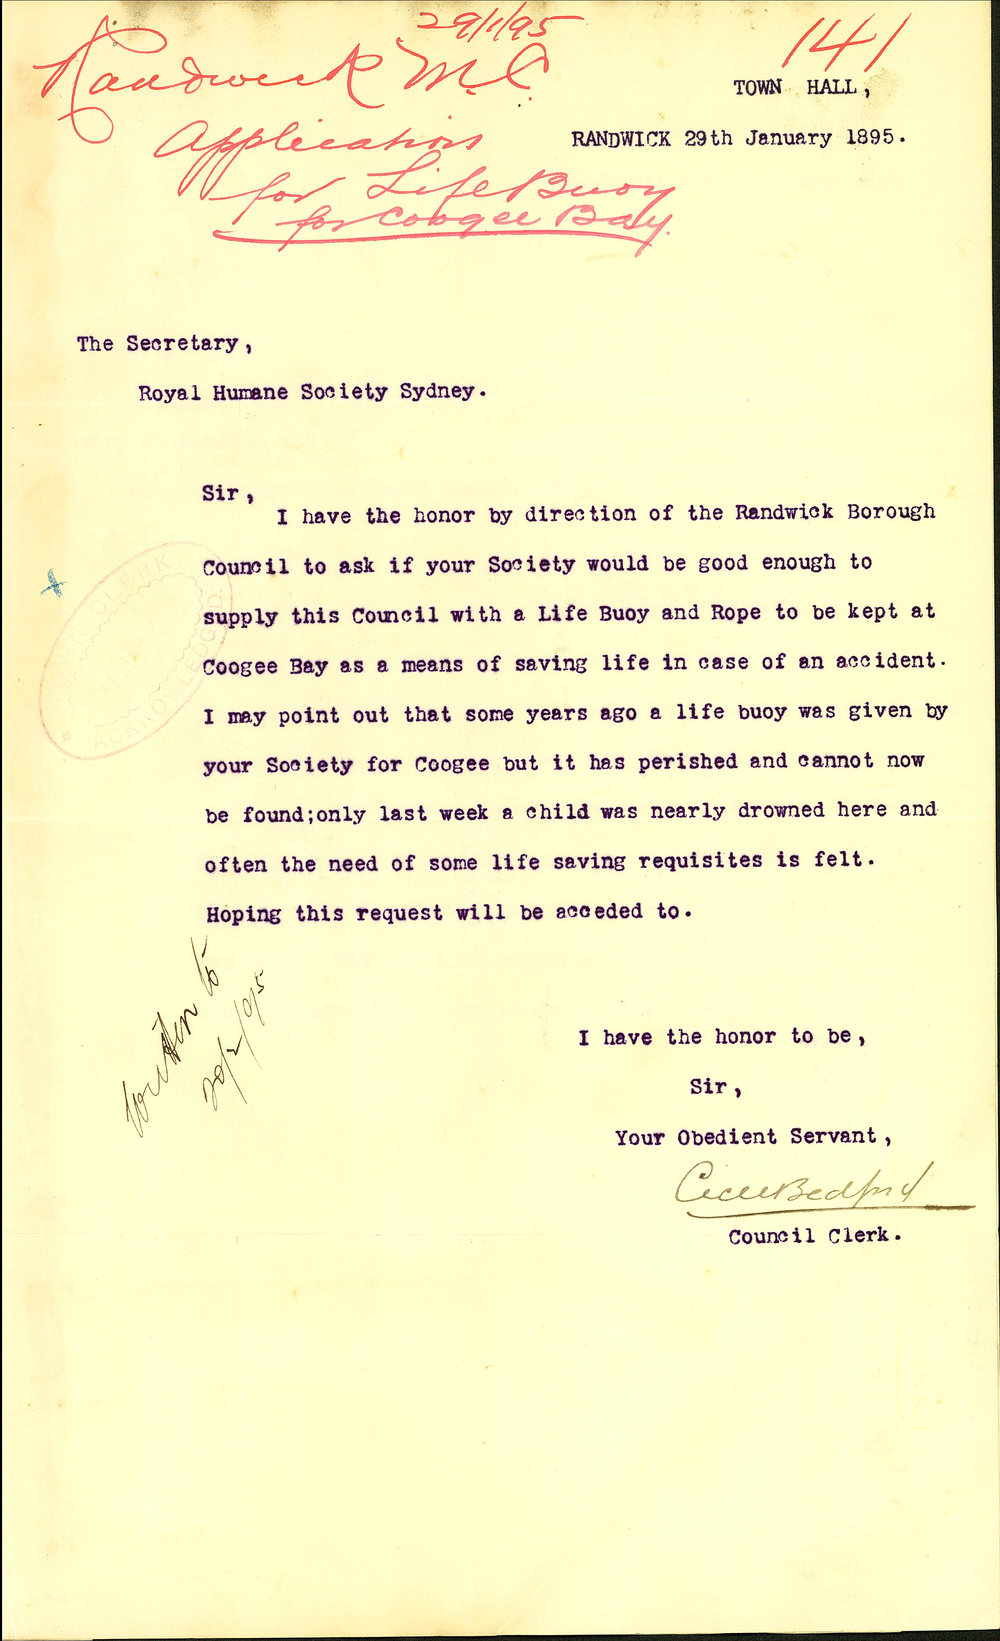 29/1/95
141
Randwick M.C.
TOWN HALL,
Application
RANDWICK 29th January 1895.
for Life Buoy
for Coogee Bay.
The Secretary,
Royal Humane Society Sydney.
Sir,
I have the honor by direction of the Randwick Borough
Council to ask if your Society would be good enough to
supply this Council with a Life Buoy and Rope to be kept at
Coogee Bay as a means of saving life in case of an accident.
I may point out that some years ago a life buoy was given by
your Society for Coogee but it has perished and cannot now
be found;only last week a child was nearly drowned here and
often the need of some life saving requisites is felt.
Hoping this request will be acceded to.
ACKNOWLEDGED
written to
20/2/95
I have the honor to be,
Sir,
Your Obedient Servant,
Bedford
Council Clerk.